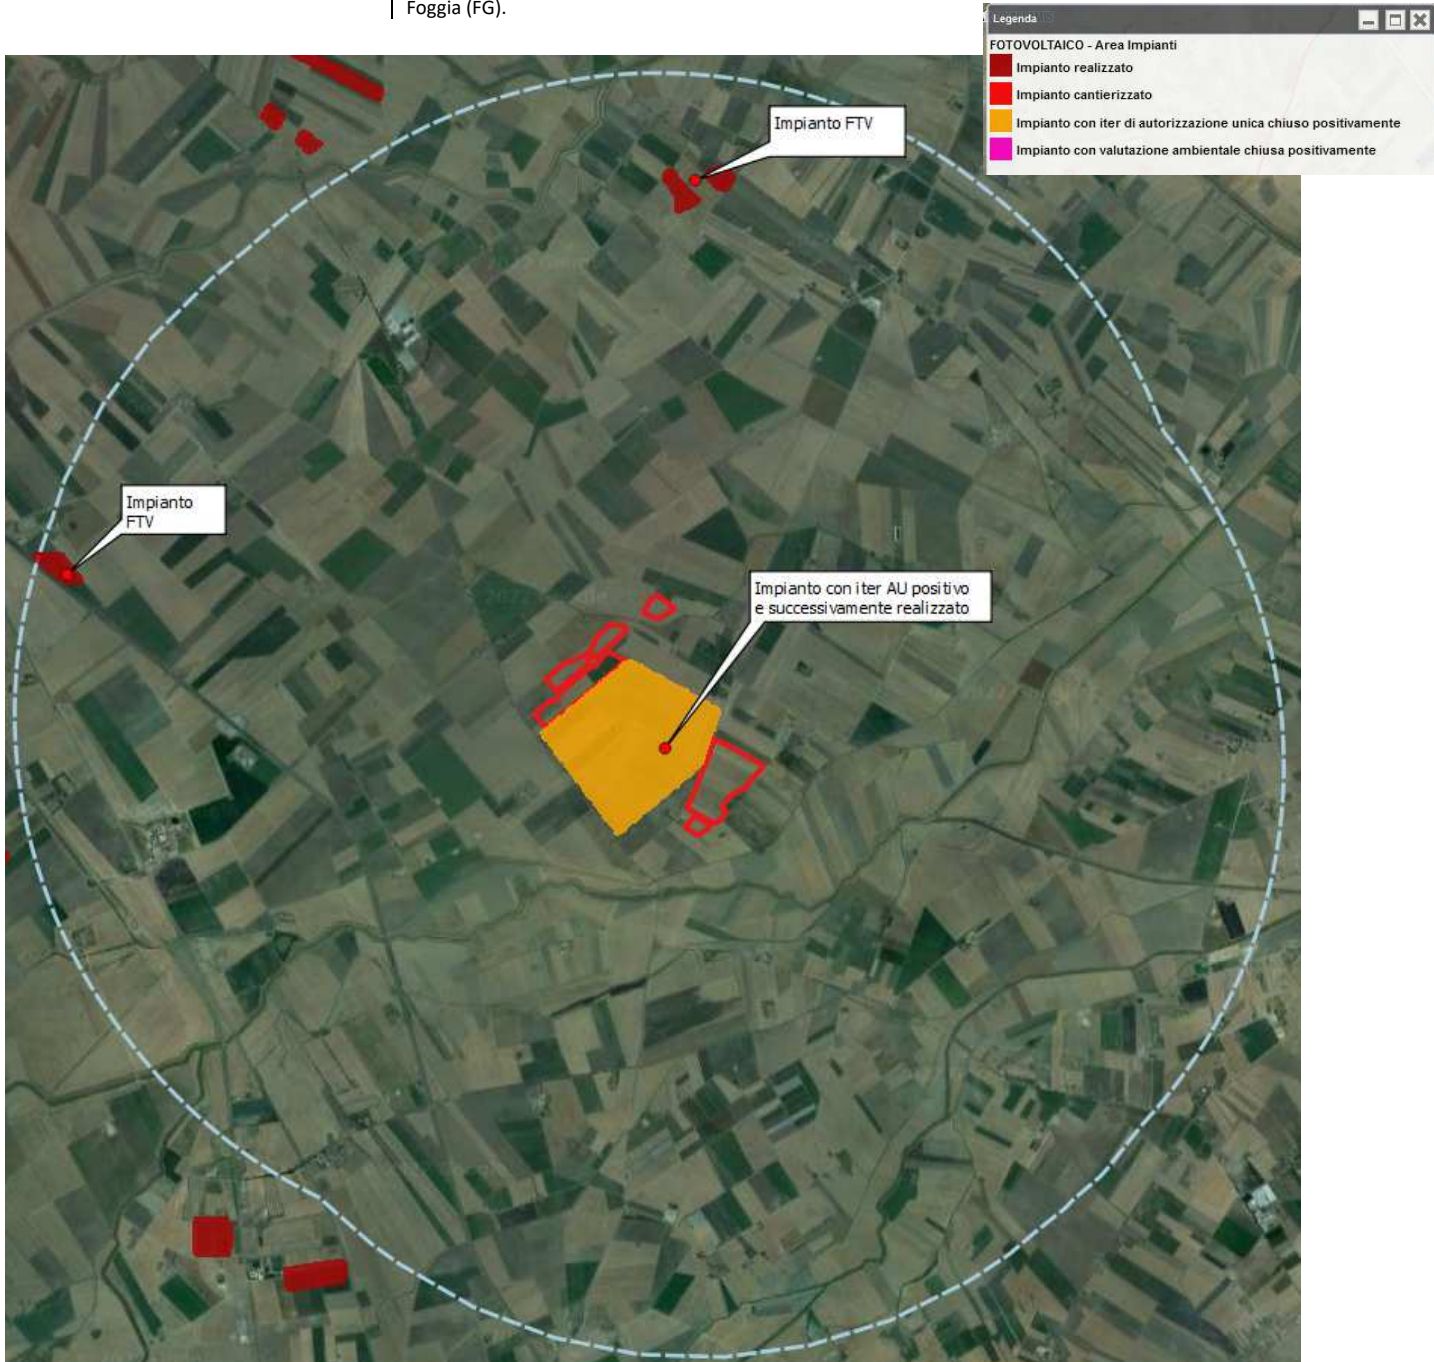 Foggia (FG).
Legenda
FOTOVOLTAICO - Area Impianti
Impianto realizzato
Impianto cantierizzato
Impianto con iter di autorizzazione unica chiuso positivamente
Impianto con valutazione ambientale chiusa positivamente
Impianto FTV
Impianto
FTV
Impianto con iter AU positivo
e successivamente realizzato